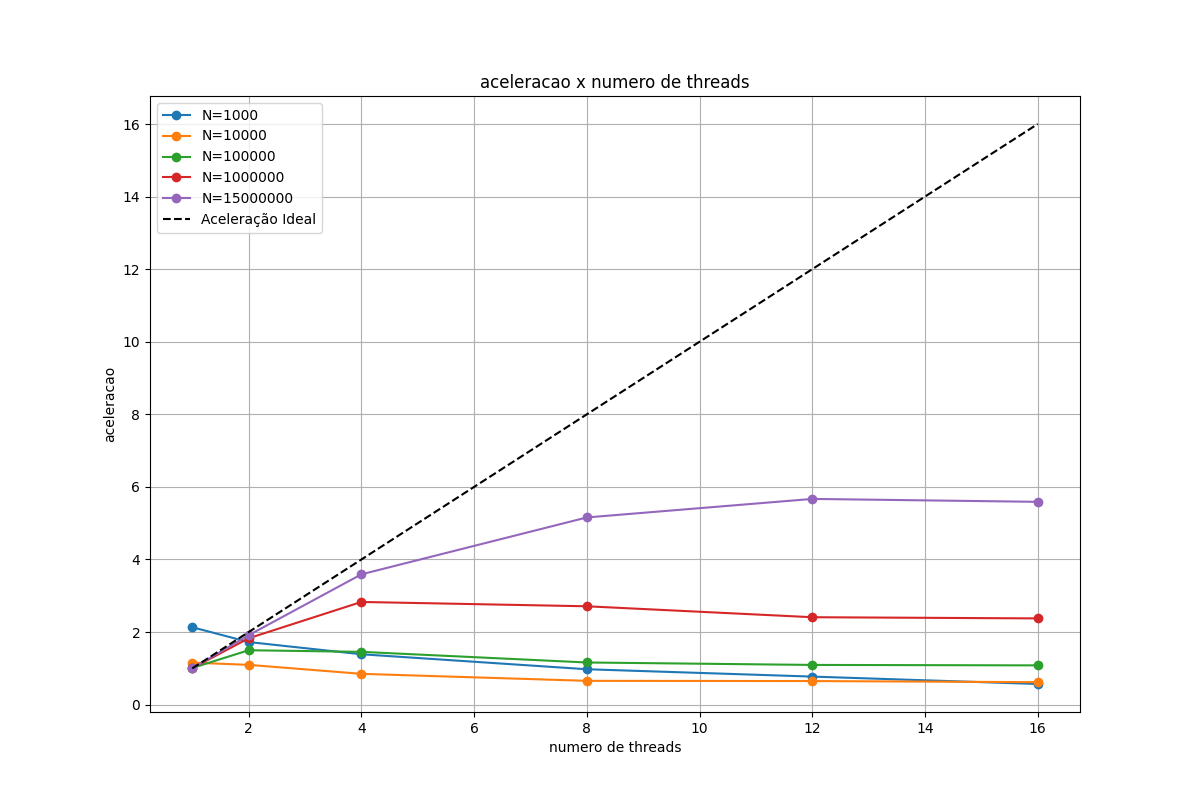 aceleracao x numero de threads
N=1000
N=10000
N=100000
N=1000000
N=15000000
Aceleração Ideal
16
14
12
10
8
6
4
2
0
aceleracao
2
4
6
8
10
12
14
16
numero de threads